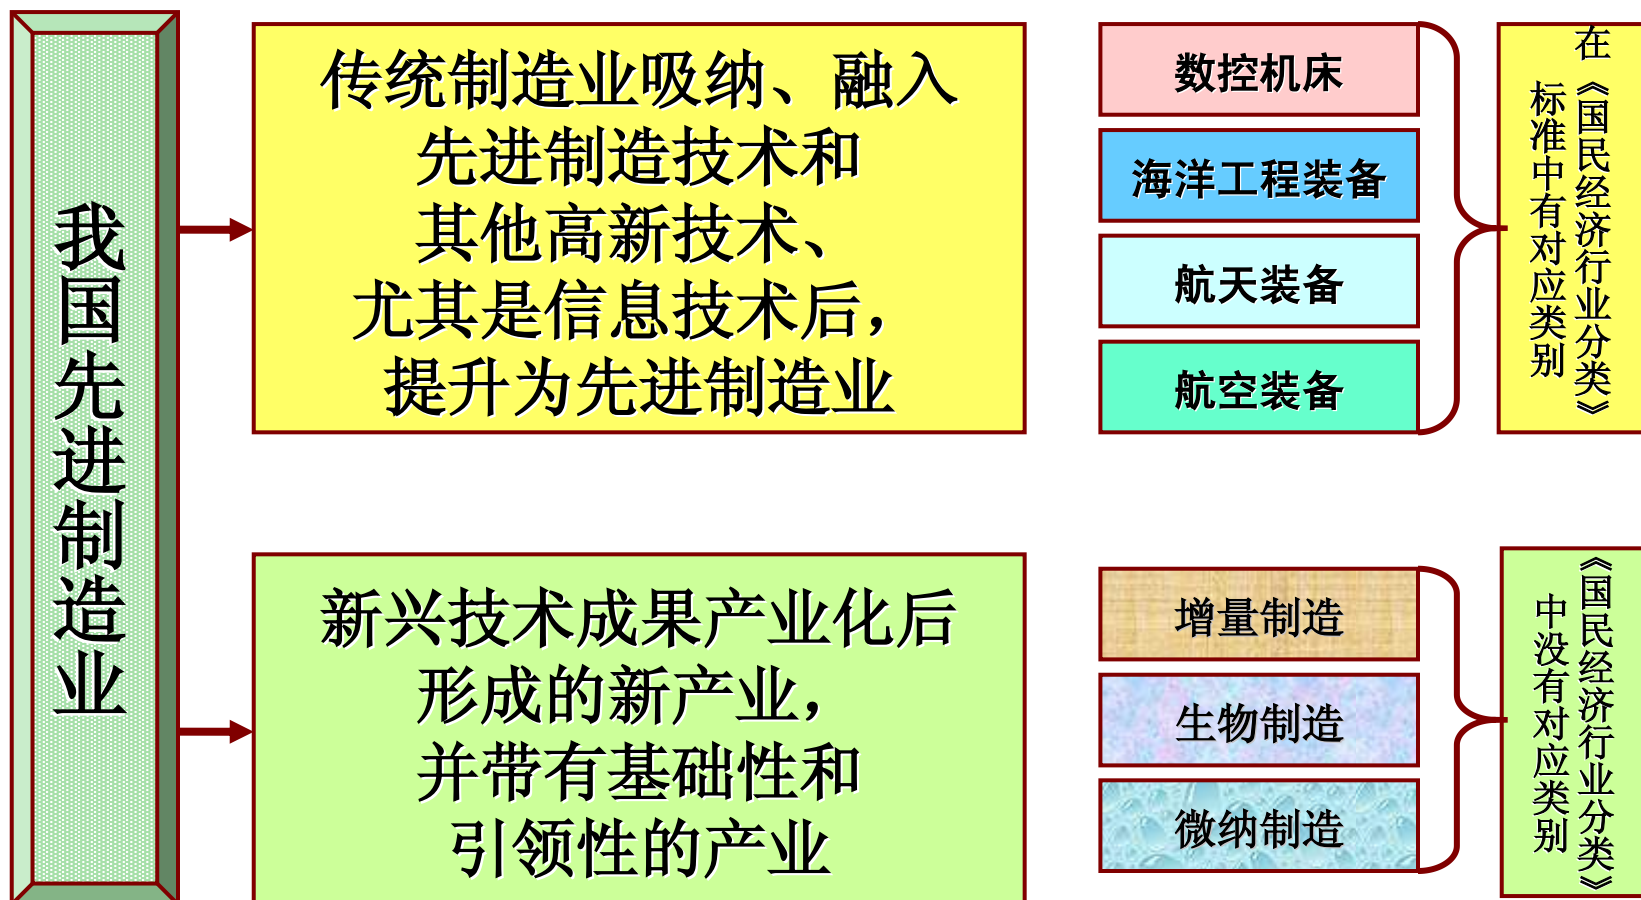 我国先进制造业
传统制造业吸纳、融入
先进制造技术和
其他高新技术、
尤其是信息技术后，
提升为先进制造业
数控机床
海洋工程装备
航天装备
航空装备
在《国民经济行业分类》
标准中有对应类别
新兴技术成果产业化后
形成的新产业，
并带有基础性和
引领性的产业
增量制造
生物制造
微纳制造
《国民经济行业分类》
中没有对应类别